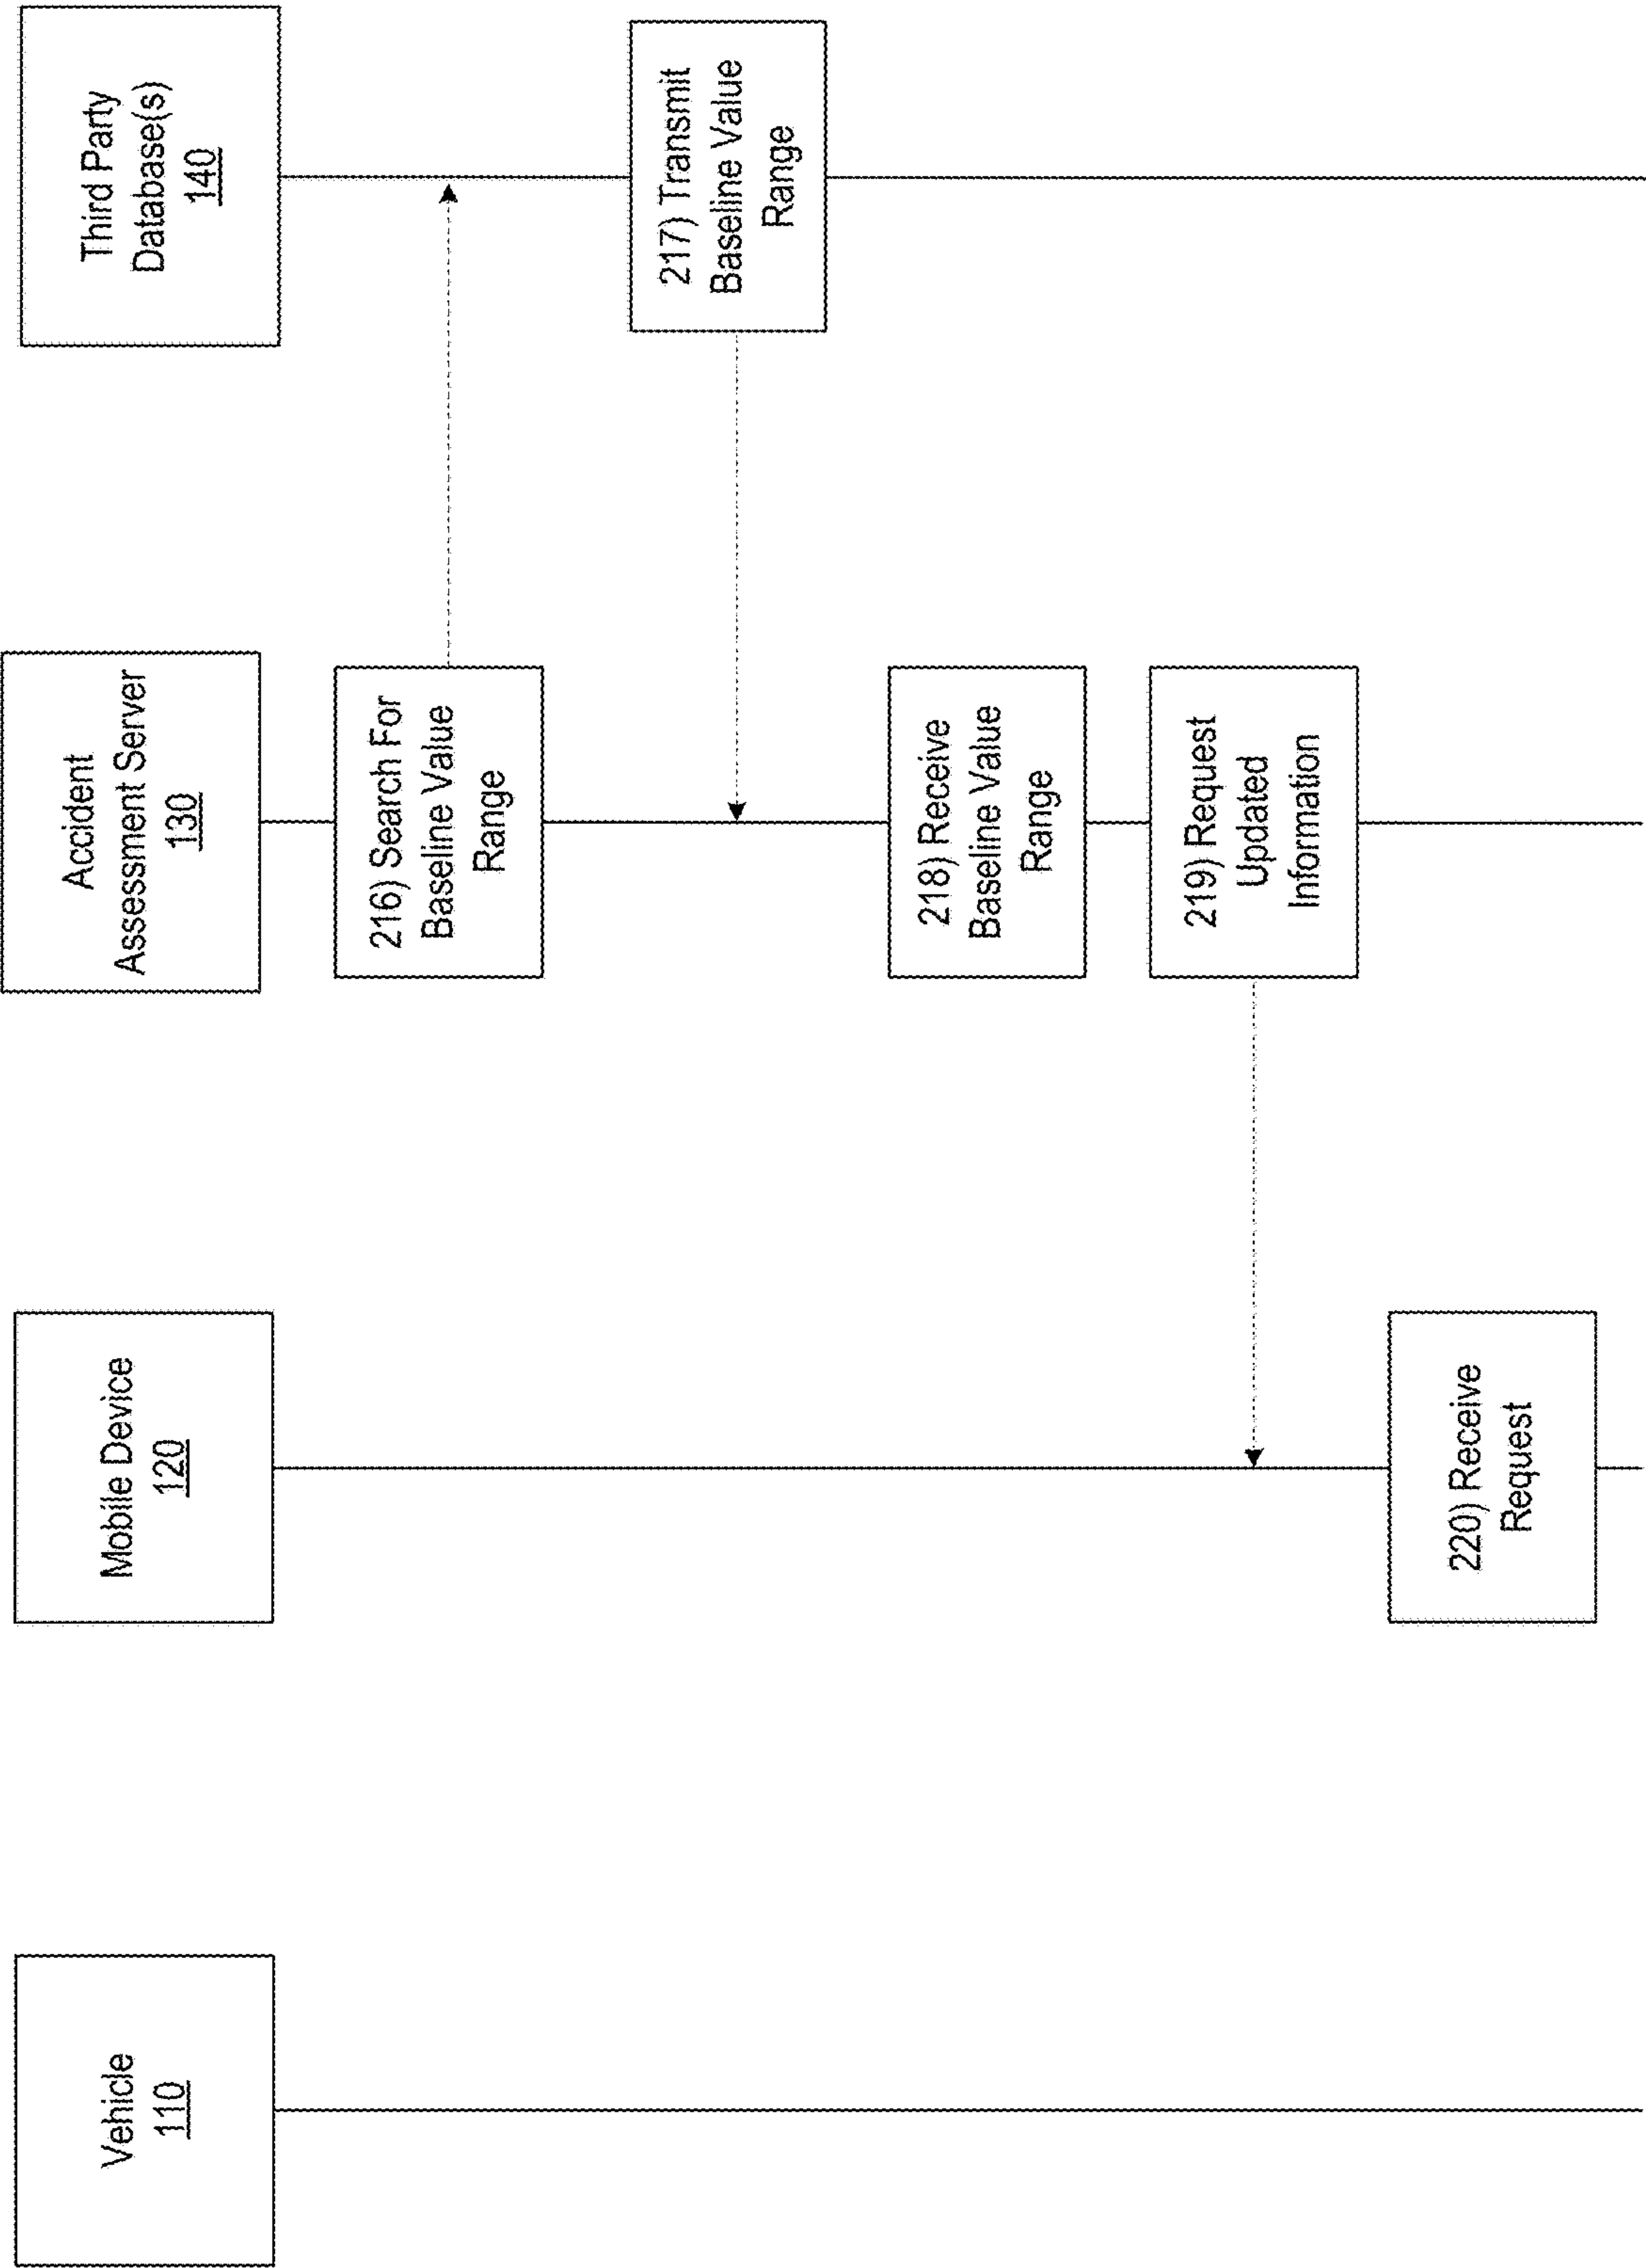 Vehicle
110
Mobile Device
120
Accident
Assessment Server
130
Third Party
Database(s)
140
216) Search For
Baseline Value
Range
217) Transmit
Baseline Value
Range
218) Receive
Baseline Value
Range
219) Request
Updated
Information
220) Receive
Request